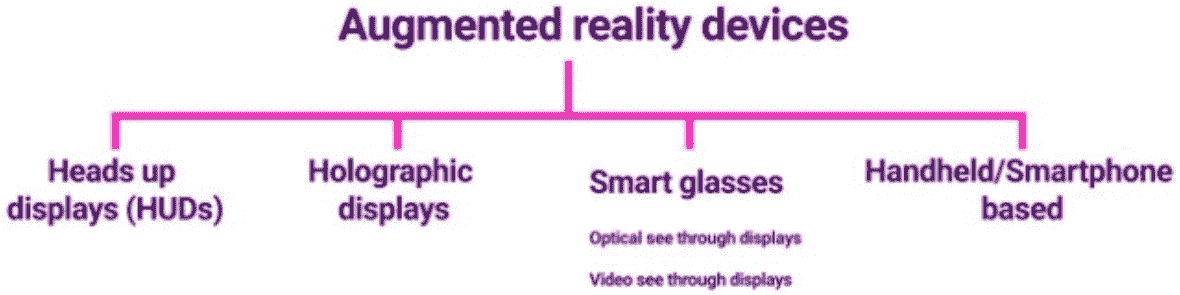 Augmented reality devices
Heads up
displays (HUDs)
Holographic
displays
Smart glasses
Optical see through displays
Video see through displays
Handheld/Smartphone
based